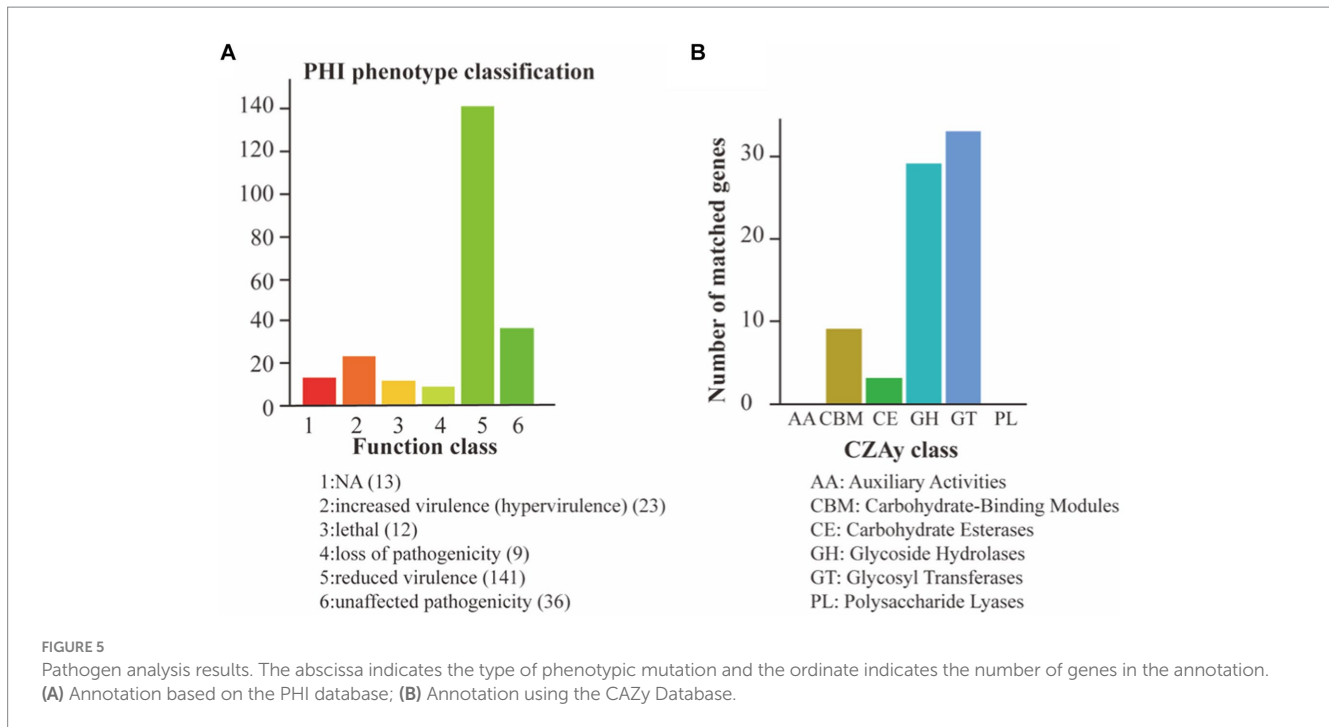 A
PHI phenotype classification
140
120
100
80
60
40
20
0
1 2 3 4 5 6
Function class
1:NA (13)
2:increased virulence (hypervirulence) (23)
3:lethal (12)
4:loss of pathogenicity (9)
5:reduced virulence (141)
6:unaffected pathogenicity (36)
B
Number of matched genes
30
20
10
0
AA CBM CE GH GT PL
CZAy class
AA: Auxiliary Activities
CBM: Carbohydrate-Binding Modules
CE: Carbohydrate Esterases
GH: Glycoside Hydrolases
GT: Glycosyl Transferases
PL: Polysaccharide Lyases
FIGURE 5
Pathogen analysis results. The abscissa indicates the type of phenotypic mutation and the ordinate indicates the number of genes in the annotation.
(A) Annotation based on the PHI database; (B) Annotation using the CAZy Database.